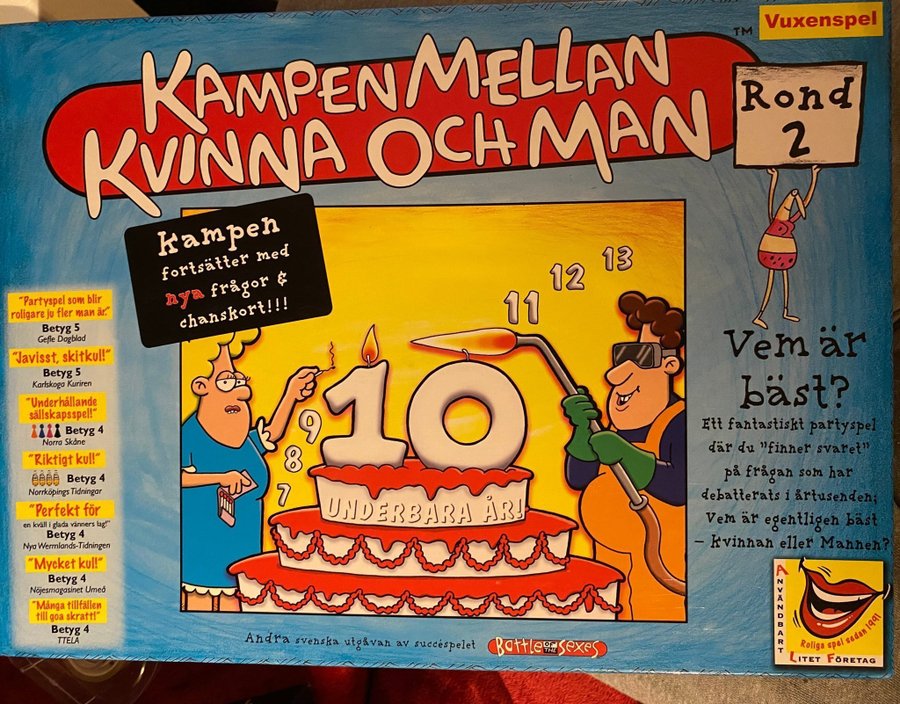 Vuxenspel
KAMPEN MELLAN
KVINNA OCH MAN
TM
Rond
2
kampen
fortsätter med
nya frågor &
chanskort!!!
"Partyspel som blir
roligare ju fler man är."
Betyg 5
Gefle Dagblad
"Javisst, skitkul!"
Betyg 5
Karlskoga Kuriren
"Underhållande
sällskapsspel!"
Betyg 4
Norra Skåne
"Riktigt kul!"
Betyg 4
Norrköpings Tidningar
"Perfekt för
en kväll i glada vänners lag!"
Betyg 4
Nya Wermlands-Tidningen
"Mycket kul!"
Betyg 4
Nöjesmagasinet Umeå
"Många tillfällen
till goa skratt!"
Betyg 4
TTELA
7
8
9
10
11
12
13
UNDERBARA ÅR!
Vem är
bäst?
Ett fantastiskt partyspel
där du "finner svaret"
på frågan som har
debatterats i årtusenden;
Vem är egentligen bäst
- Kvinnan eller Mannen?
Andra svenska utgåvan av succéspelet
Battle OF THE Sexes
ANVÄNDBART
LITET FÖRETAG
Roliga spel sedan 1991